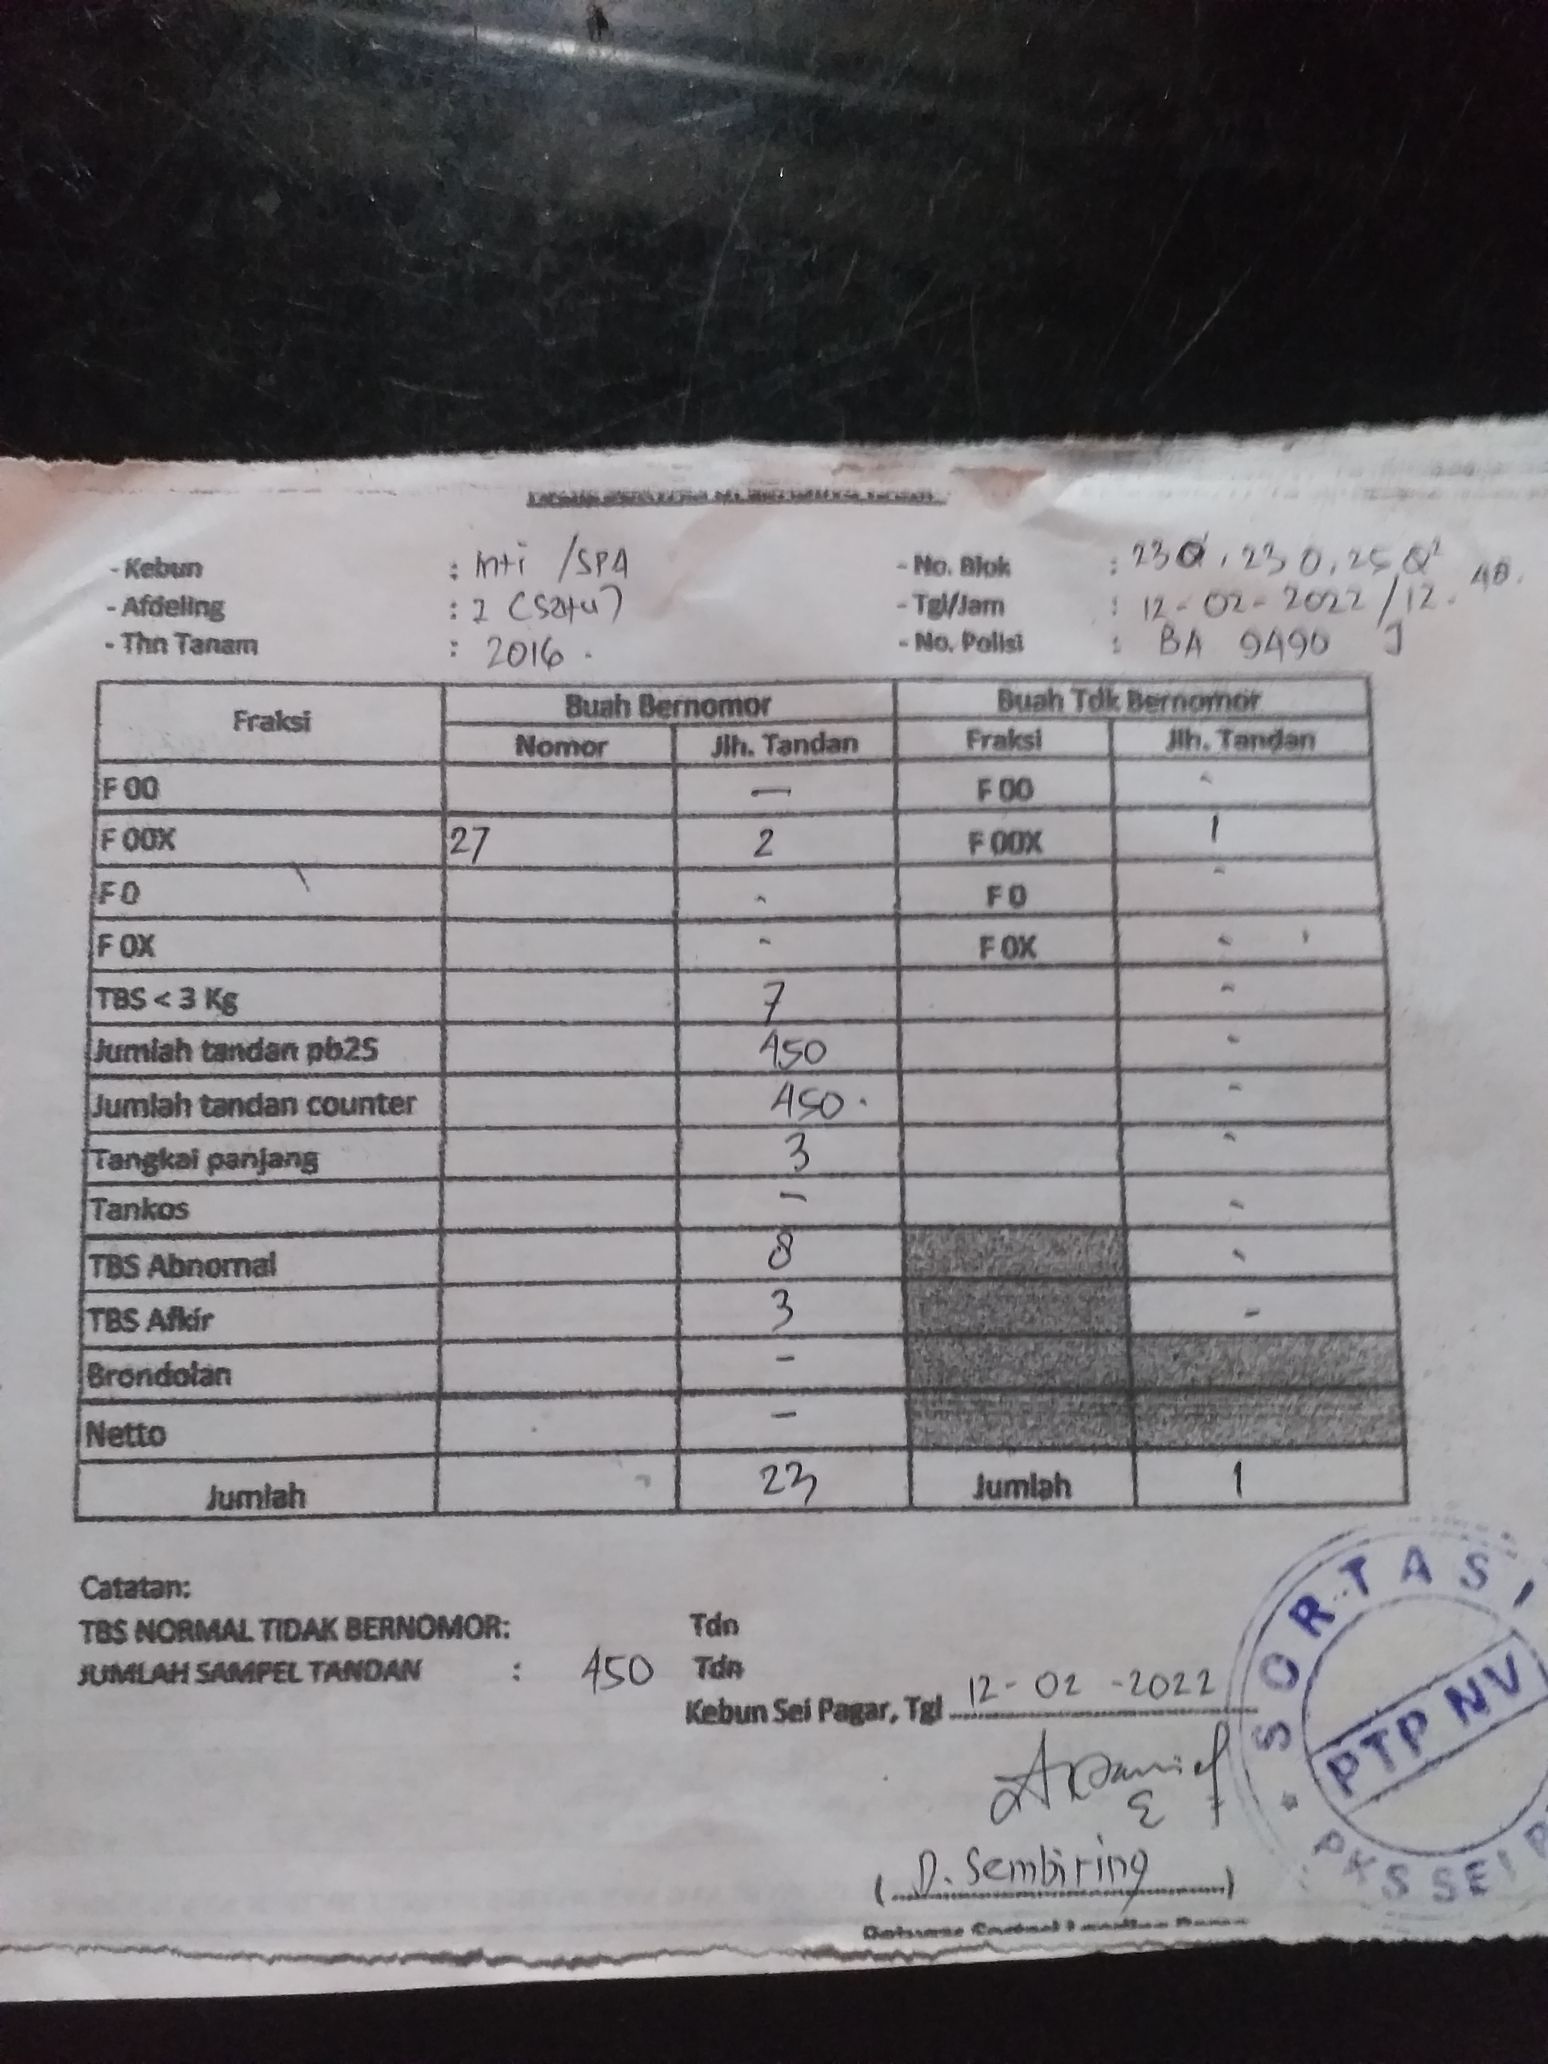 - Kebun : Inti /SPA - No. Blok : 230, 230, 25
- Afdeling : I (Satu) - Tgl/Jam : 12-02-2022/12.40.
- Thn Tanam : 2016. - No. Polisi : BA 9490 J
Fraksi Buah Bernomor Buah Tdk Bernomor
Nomor Jlh. Tandan Fraksi Jlh. Tandan
F 00 — F 00 -
F 00X 27 2 F 00X 1
F 0 - F 0 -
F 0X - F 0X -
TBS < 3 Kg 7 -
Jumlah tandan pb25 450 -
Jumlah tandan counter 450. -
Tangkai panjang 3 -
Tankos - -
TBS Abnomal 8 -
TBS Afkir 3 -
Brondolan -
Netto -
Jumlah 23 Jumlah 1
Catatan:
TBS NORMAL TIDAK BERNOMOR: Tdn
JUMLAH SAMPEL TANDAN : 450 Tdn
Kebun Sei Pagar, Tgl 12-02-2022
(D. Sembiring)
SORTASI
PTP NV
PKS SEI P